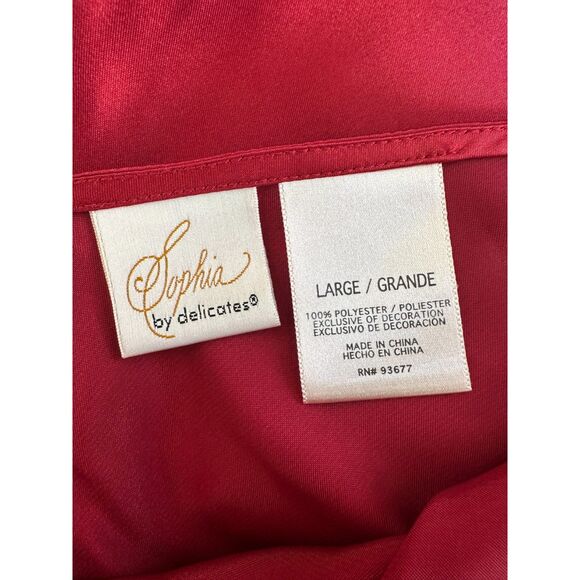 Sophia
by delicates®
LARGE / GRANDE
100% POLYESTER / POLIESTER
EXCLUSIVE OF DECORATION
EXCLUSIVO DE DECORACIÓN
MADE IN CHINA
HECHO EN CHINA
RN# 93677